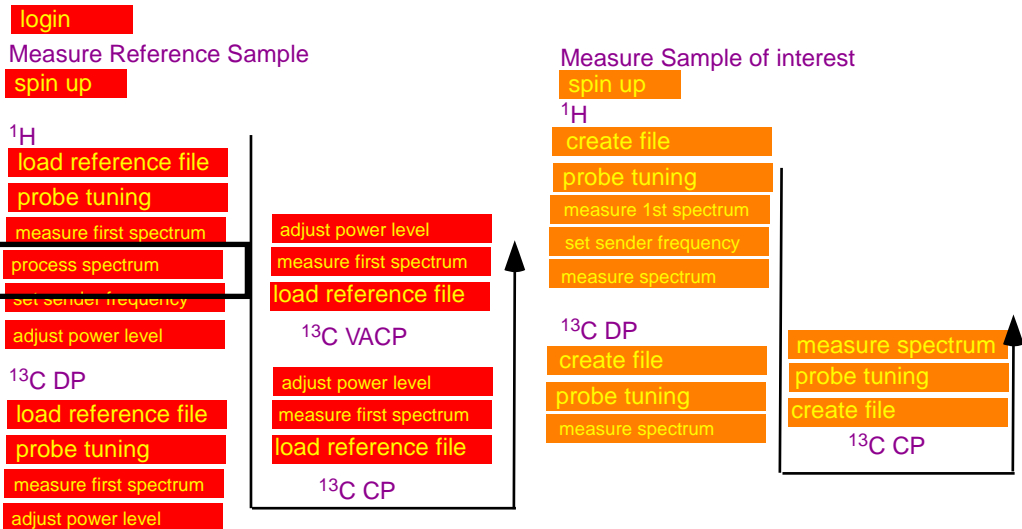 login
Measure Reference Sample
spin up
¹H
load reference file
probe tuning
measure first spectrum
process spectrum
set sender frequency
adjust power level
¹³C DP
load reference file
probe tuning
measure first spectrum
adjust power level
adjust power level
measure first spectrum
load reference file
¹³C VACP
adjust power level
measure first spectrum
load reference file
¹³C CP
Measure Sample of interest
spin up
¹H
create file
probe tuning
measure 1st spectrum
set sender frequency
measure spectrum
¹³C DP
create file
probe tuning
measure spectrum
measure spectrum
probe tuning
create file
¹³C CP